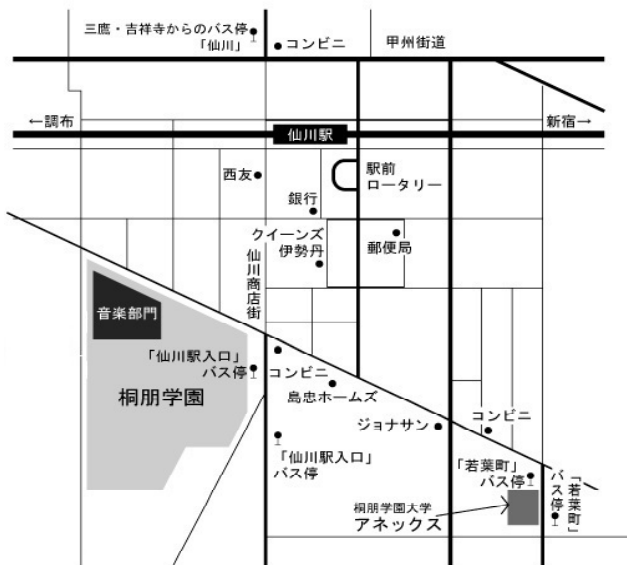 三鷹・吉祥寺からのバス停
「仙川」
コンビニ
甲州街道
←調布
仙川駅
新宿→
西友
駅前
ロータリー
銀行
クイーンズ
伊勢丹
郵便局
仙川商店街
音楽部門
「仙川駅入口」
バス停
コンビニ
桐朋学園
島忠ホームズ
ジョナサン
コンビニ
「仙川駅入口」
バス停
「若葉町」
バス停
「若葉町」
バス停
桐朋学園大学
アネックス